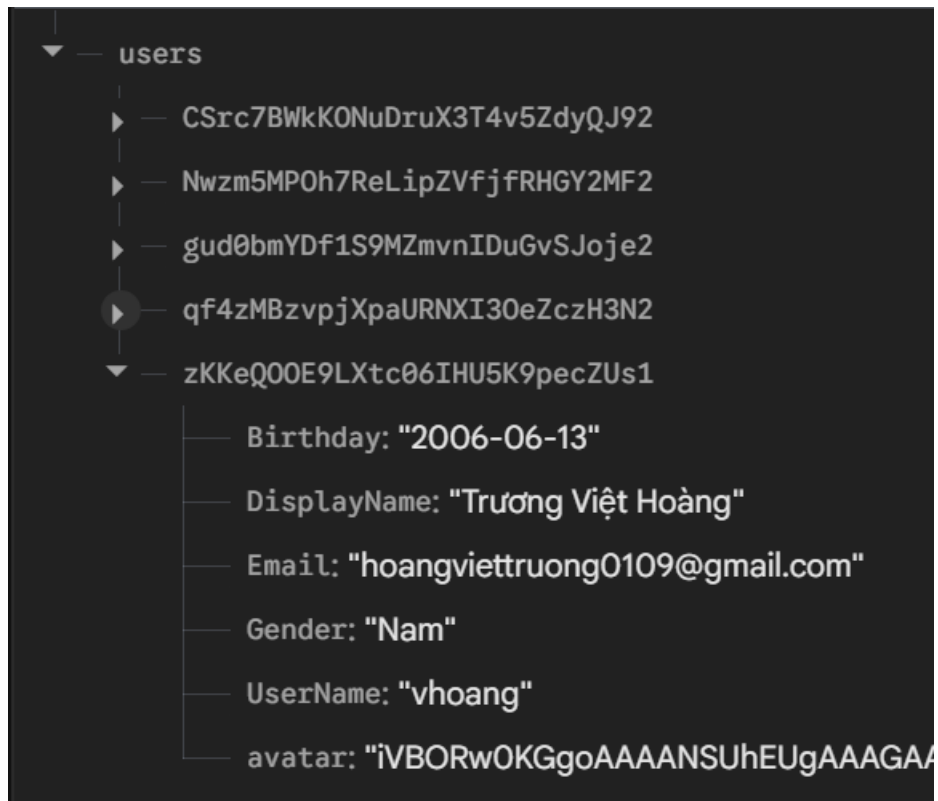 users
CSrc7BWkKONuDruX3T4v5ZdyQJ92
Nwzm5MPOh7ReLipZVfjfRHGY2MF2
gud0bmYDf1S9MZmvnIDuGvSJoje2
qf4zMBzvpjXpaURNXI3OeZczH3N2
zKKeQOOE9LXtc06IHU5K9pecZUs1
Birthday: "2006-06-13"
DisplayName: "Trương Việt Hoàng"
Email: "hoangviettruong0109@gmail.com"
Gender: "Nam"
UserName: "vhoang"
avatar: "iVBORw0KGgoAAAANSUhEUgAAAGAA